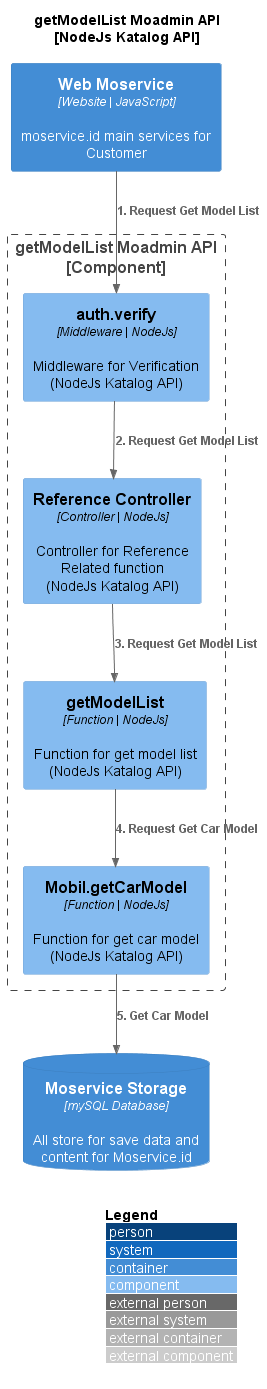 getModelList Moadmin API
[NodeJs Katalog API]
Web Moservice
[Website | JavaScript]
moservice.id main services for
Customer
1. Request Get Model List
getModelList Moadmin API
[Component]
auth.verify
[Middleware | NodeJs]
Middleware for Verification
(NodeJs Katalog API)
2. Request Get Model List
Reference Controller
[Controller | NodeJs]
Controller for Reference
Related function
(NodeJs Katalog API)
3. Request Get Model List
getModelList
[Function | NodeJs]
Function for get model list
(NodeJs Katalog API)
4. Request Get Car Model
Mobil.getCarModel
[Function | NodeJs]
Function for get car model
(NodeJs Katalog API)
5. Get Car Model
Moservice Storage
[mySQL Database]
All store for save data and
content for Moservice.id
Legend
person
system
container
component
external person
external system
external container
external component